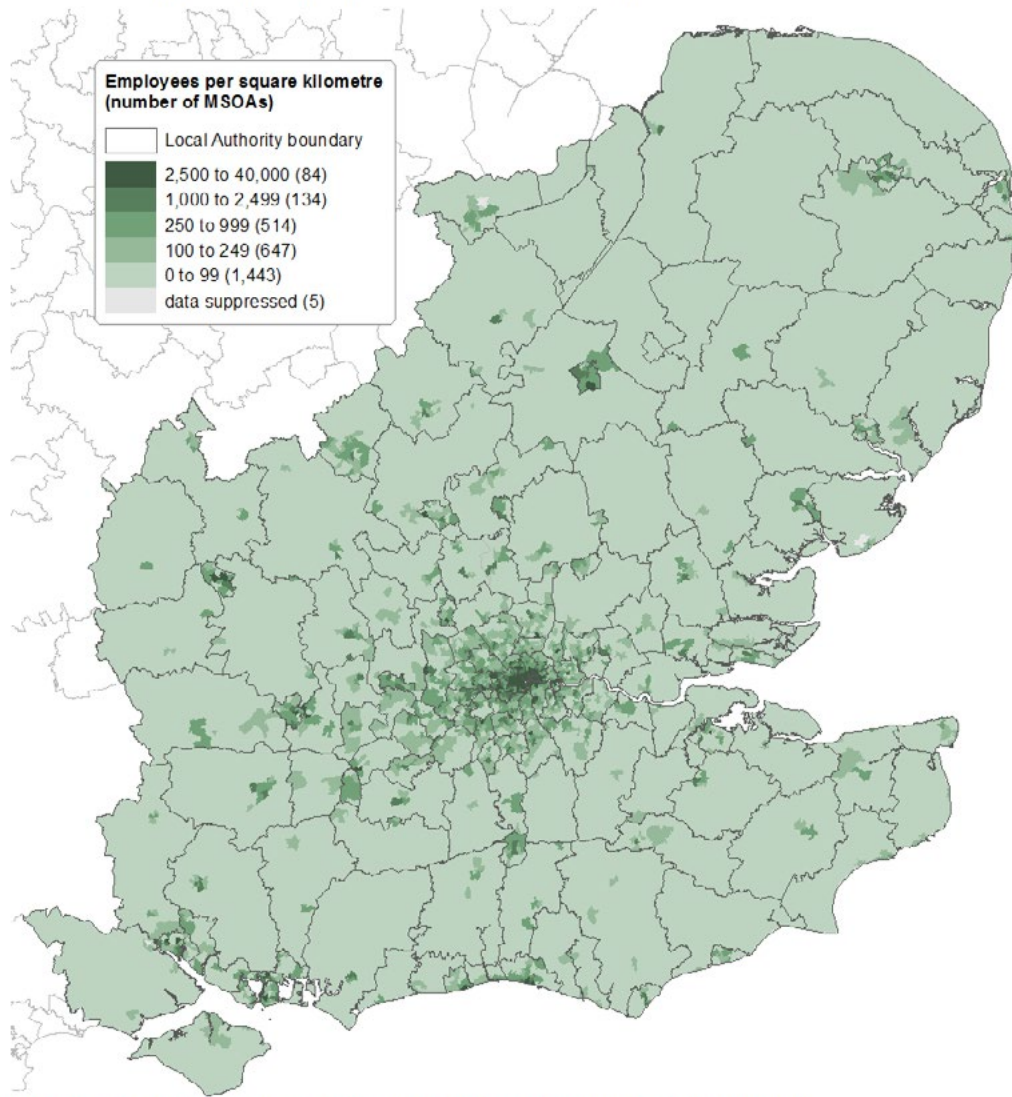 Employees per square kilometre
(number of MSOAs)
Local Authority boundary
2,500 to 40,000 (84)
1,000 to 2,499 (134)
250 to 999 (514)
100 to 249 (647)
0 to 99 (1,443)
data suppressed (5)